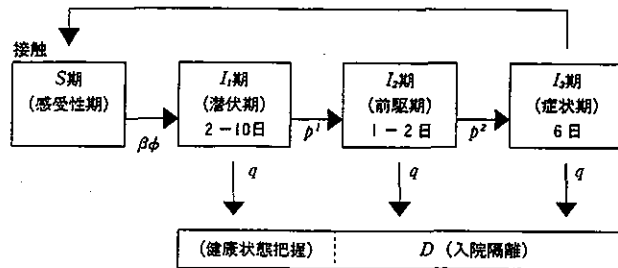 接触
S期
(感受性期)
I₁期
(潜伏期)
2-10日
I₂期
(前駆期)
1-2日
I₃期
(症状期)
6日
βφ
p¹
p²
q
q
q
(健康状態把握)
D (入院隔離)